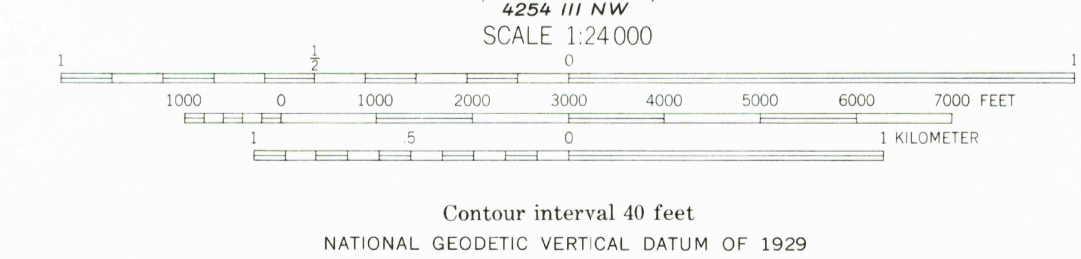 4254 III NW
SCALE 1:24 000
1 1/2 0 1
1000 0 1000 2000 3000 4000 5000 6000 7000 FEET
1 .5 0 1 KILOMETER
Contour interval 40 feet
NATIONAL GEODETIC VERTICAL DATUM OF 1929